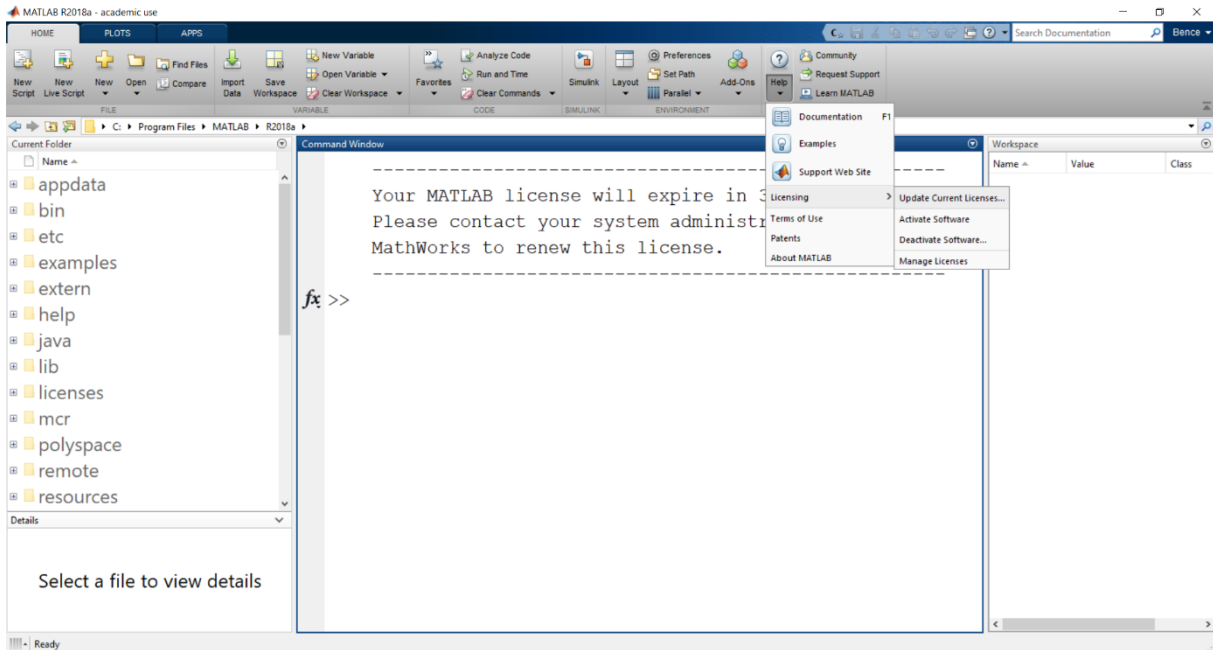 MATLAB R2018a - academic use
HOME PLOTS APPS
Search Documentation
Bence
New Script
New Live Script
New
Open
Find Files
Compare
FILE
Import Data
Save Workspace
New Variable
Open Variable
Clear Workspace
VARIABLE
Favorites
Analyze Code
Run and Time
Clear Commands
CODE
Simulink
SIMULINK
Layout
Preferences
Set Path
Parallel
Add-Ons
ENVIRONMENT
Help
Community
Request Support
Learn MATLAB
C: Program Files MATLAB R2018a
Current Folder
Name
appdata
bin
etc
examples
extern
help
java
lib
licenses
mcr
polyspace
remote
resources
Details
Select a file to view details
Command Window
Your MATLAB license will expire in 3
Please contact your system administr
MathWorks to renew this license.
fx >>
Documentation F1
Examples
Support Web Site
Licensing
Terms of Use
Patents
About MATLAB
Update Current Licenses...
Activate Software
Deactivate Software...
Manage Licenses
Workspace
Name Value Class
Ready